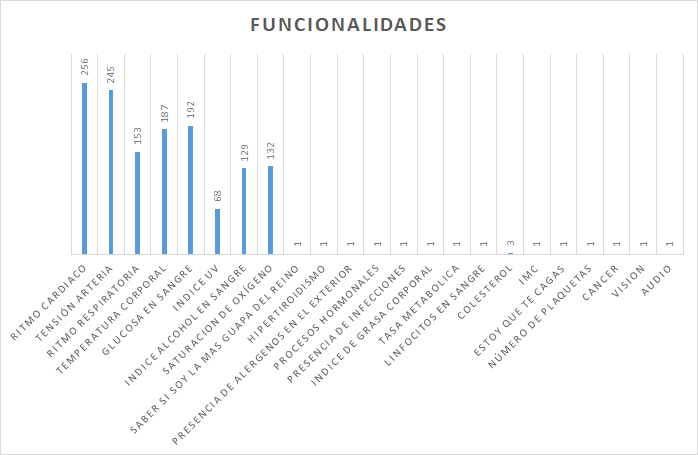 FUNCIONALIDADES
256
245
153
187
192
68
129
132
1
1
1
1
1
1
1
1
3
1
1
1
1
1
1
RITMO CARDIACO
TENSIÓN ARTERIA
RITMO RESPIRATORIA
TEMPERATURA CORPORAL
GLUCOSA EN SANGRE
INDICE UV
INDICE ALCOHOL EN SANGRE
SATURACION DE OXÍGENO
SABER SI SOY LA MAS GUAPA DEL REINO
HIPERTIROIDISMO
PRESENCIA DE ALERGENOS EN EL EXTERIOR
PROCESOS HORMONALES
PRESENCIA DE INFECCIONES
INDICE DE GRASA CORPORAL
TASA METABOLICA
LINFOCITOS EN SANGRE
COLESTEROL
IMC
ESTOY QUE TE CAGAS
NÚMERO DE PLAQUETAS
CANCER
VISION
AUDIO